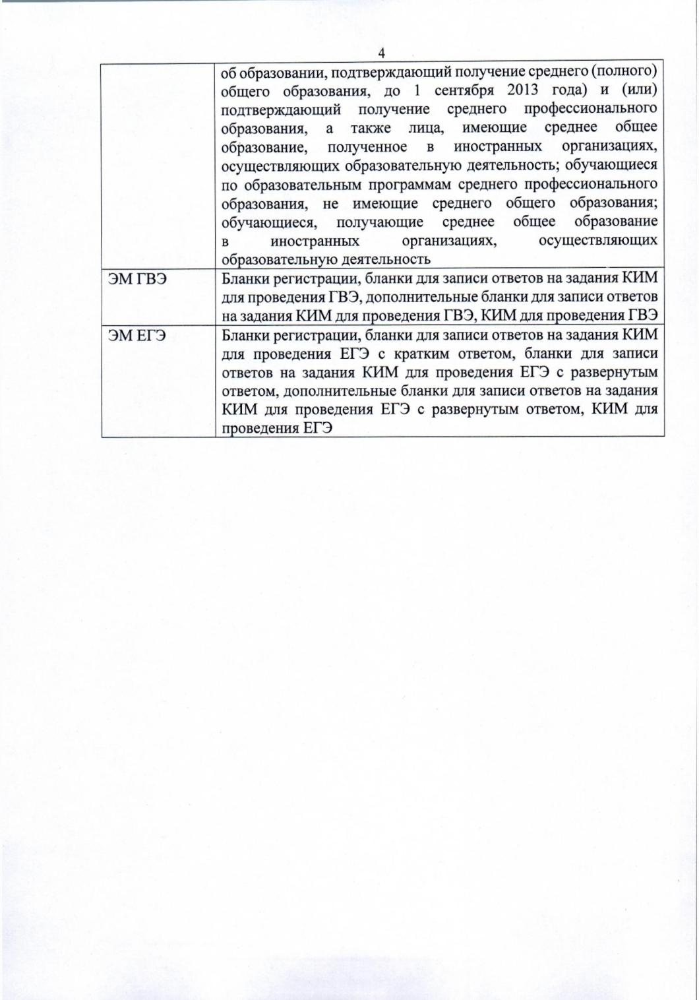 4
об образовании, подтверждающий получение среднего (полного)
общего образования, до 1 сентября 2013 года) и (или)
подтверждающий получение среднего профессионального
образования, а также лица, имеющие среднее общее
образование, полученное в иностранных организациях,
осуществляющих образовательную деятельность; обучающиеся
по образовательным программам среднего профессионального
образования, не имеющие среднего общего образования;
обучающиеся, получающие среднее общее образование
в иностранных организациях, осуществляющих
образовательную деятельность
ЭМ ГВЭ
Бланки регистрации, бланки для записи ответов на задания КИМ
для проведения ГВЭ, дополнительные бланки для записи ответов
на задания КИМ для проведения ГВЭ, КИМ для проведения ГВЭ
ЭМ ЕГЭ
Бланки регистрации, бланки для записи ответов на задания КИМ
для проведения ЕГЭ с кратким ответом, бланки для записи
ответов на задания КИМ для проведения ЕГЭ с развернутым
ответом, дополнительные бланки для записи ответов на задания
КИМ для проведения ЕГЭ с развернутым ответом, КИМ для
проведения ЕГЭ